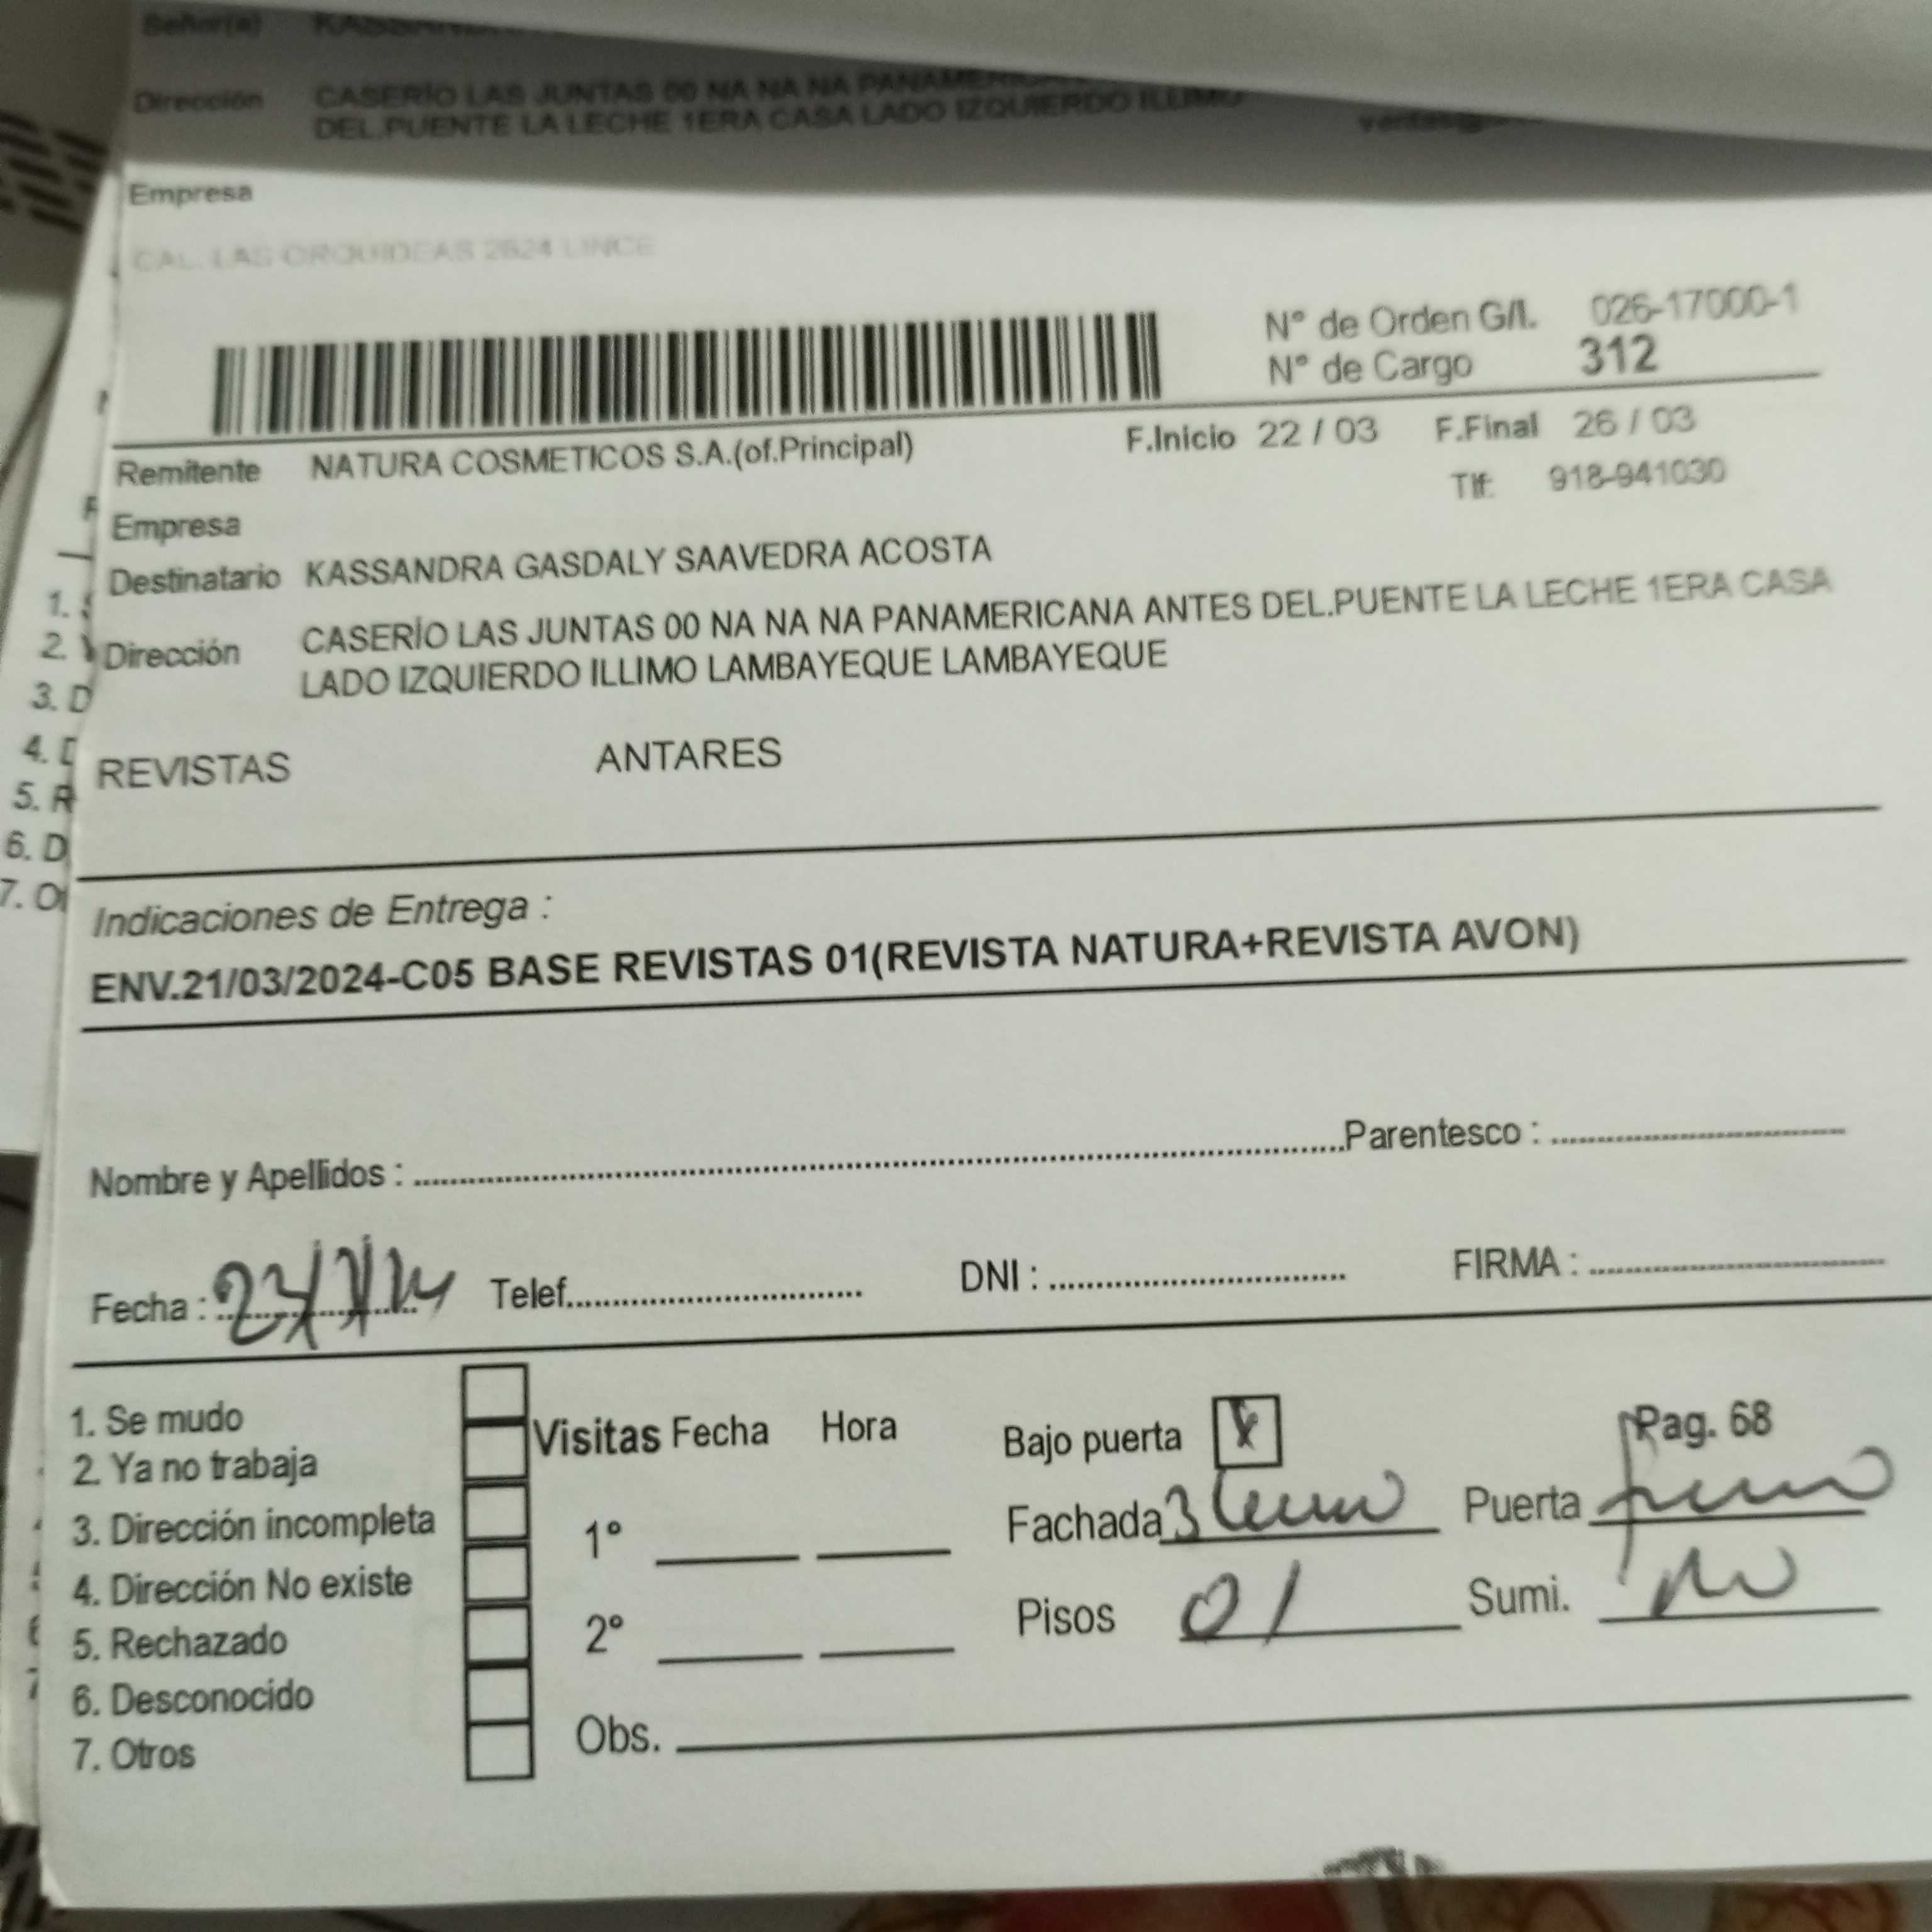 Señor(a)
Dirección CASERÌO LAS JUNTAS 00 NA NA NA
DEL.PUENTE LA LECHE 1ERA CASA LADO IZQUIERDO ILLIMO
Empresa
CAL. LAS ORQUIDEAS 2624 LINCE
N° de Orden G/I. 026-17000-1
N° de Cargo 312
Remitente NATURA COSMETICOS S.A.(of.Principal) F.Inicio 22 / 03 F.Final 26 / 03
Tlf: 918-941030
Empresa
Destinatario KASSANDRA GASDALY SAAVEDRA ACOSTA
Dirección CASERÌO LAS JUNTAS 00 NA NA NA PANAMERICANA ANTES DEL.PUENTE LA LECHE 1ERA CASA
LADO IZQUIERDO ILLIMO LAMBAYEQUE LAMBAYEQUE
REVISTAS ANTARES
Indicaciones de Entrega :
ENV.21/03/2024-C05 BASE REVISTAS 01(REVISTA NATURA+REVISTA AVON)
Nombre y Apellidos : Parentesco :
Fecha : Telef. DNI : FIRMA :
1. Se mudo
2. Ya no trabaja
3. Dirección incompleta
4. Dirección No existe
5. Rechazado
6. Desconocido
7. Otros
Visitas Fecha Hora
1°
2°
Obs.
Bajo puerta X
Pag. 68
Fachada Puerta
Pisos 01 Sumi.